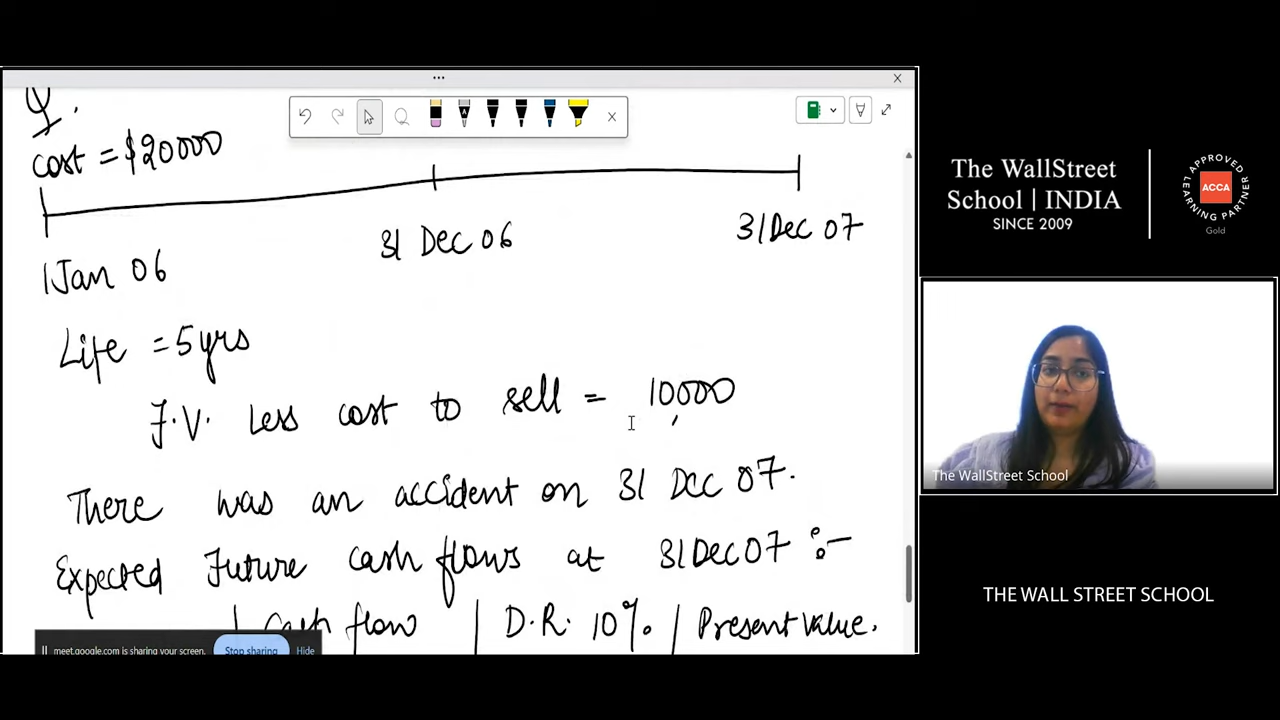 Q.
Cost = $20000
1 Jan 06
31 Dec 06
31 Dec 07
Life = 5 yrs
F.V. Less cost to sell = 10,000
There was an accident on 31 Dec 07.
Expected Future cash flows at 31 Dec 07 :-
| Cash flow | D.R. 10% | Present value.
meet.google.com is sharing your screen.
Stop sharing
Hide
The WallStreet
School | INDIA
SINCE 2009
APPROVED
LEARNING PARTNER
ACCA
Gold
The WallStreet School
THE WALL STREET SCHOOL